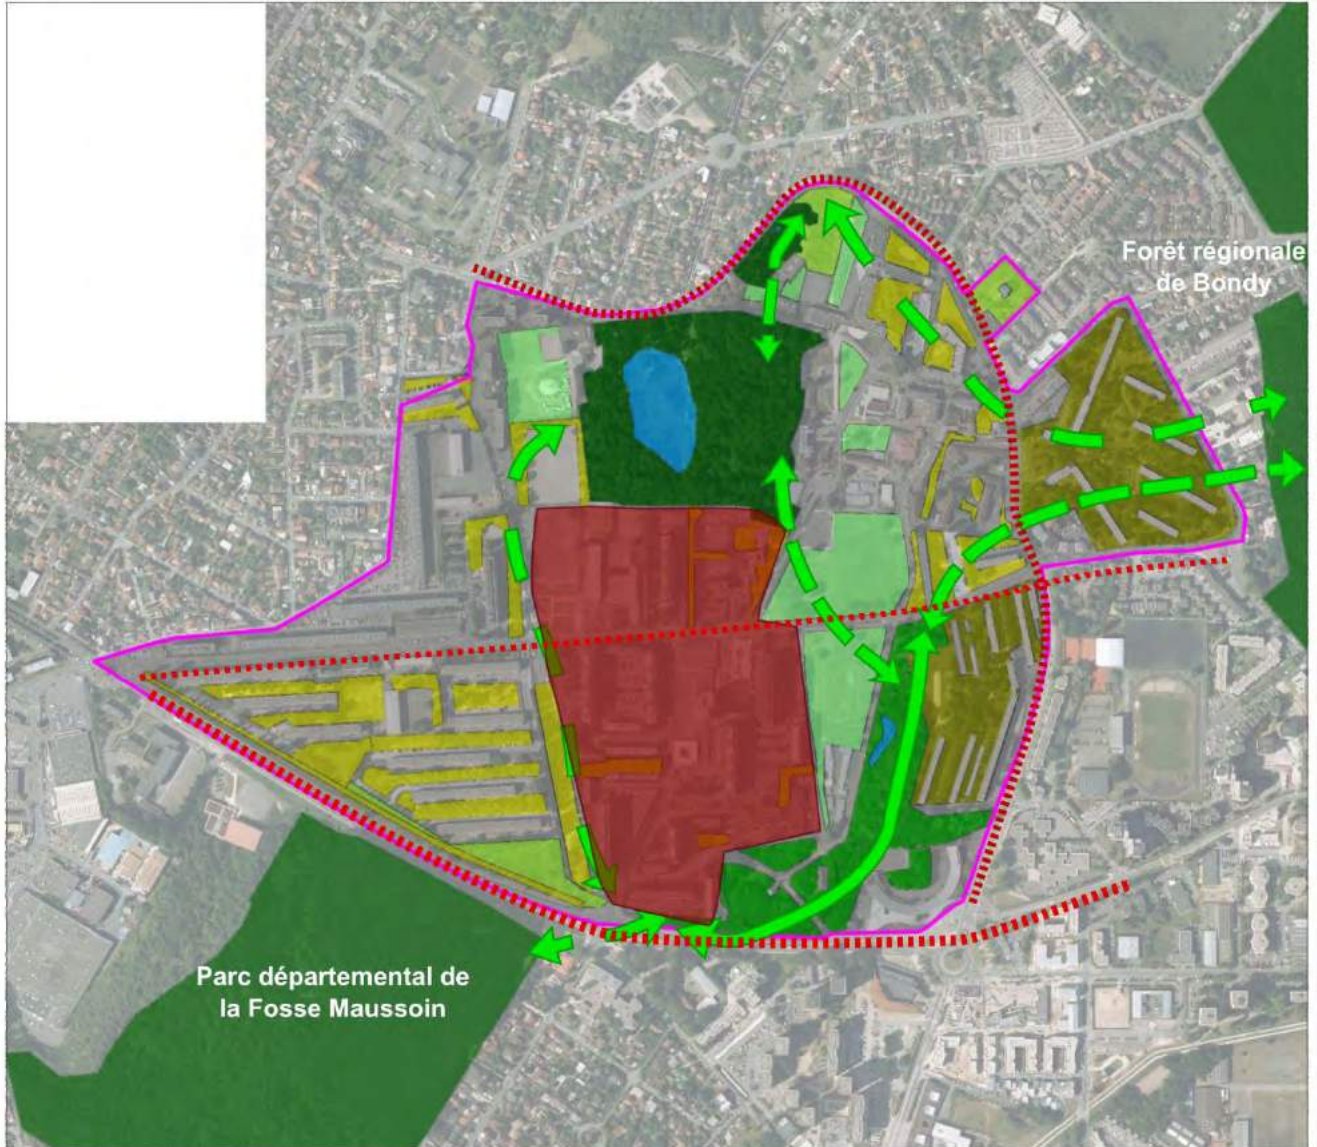 Forêt régionale
de Bondy
Parc départemental de
la Fosse Maussoin